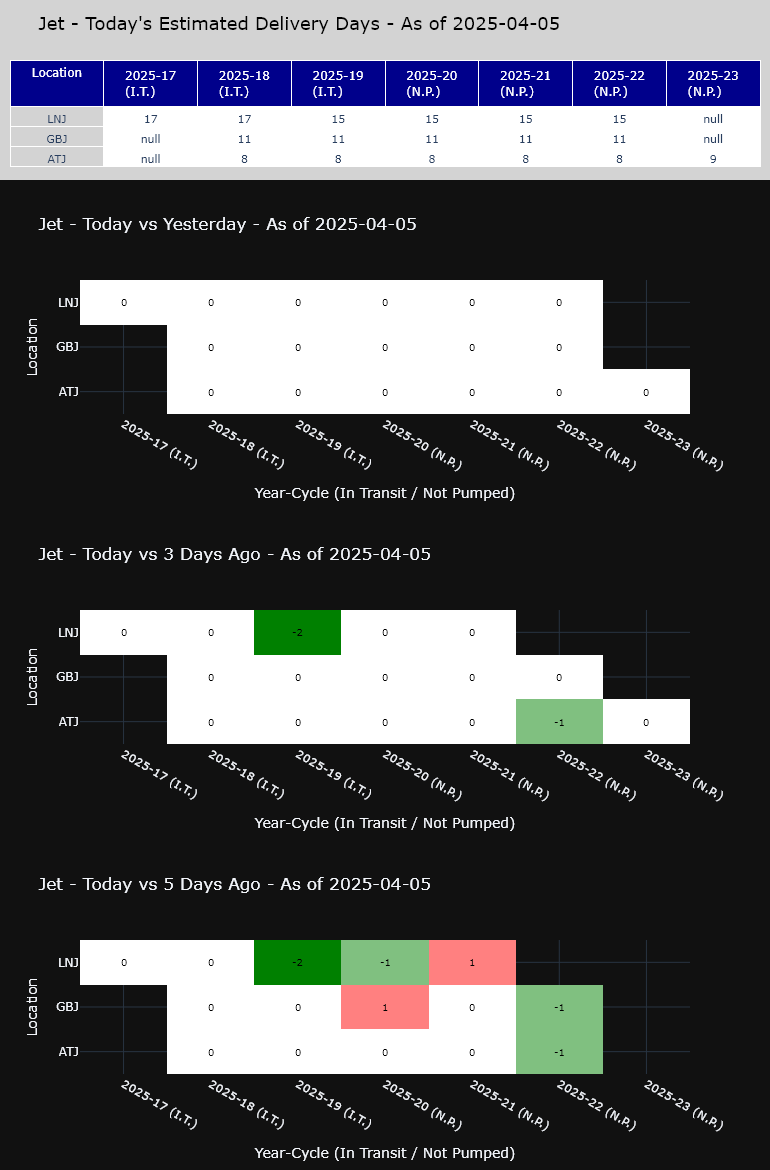 Jet - Today's Estimated Delivery Days - As of 2025-04-05
Location 2025-17 (I.T.) 2025-18 (I.T.) 2025-19 (I.T.) 2025-20 (N.P.) 2025-21 (N.P.) 2025-22 (N.P.) 2025-23 (N.P.)
LNJ 17 17 15 15 15 15 null
GBJ null 11 11 11 11 11 null
ATJ null 8 8 8 8 8 9
Jet - Today vs Yesterday - As of 2025-04-05
Location
LNJ 0 0 0 0 0 0
GBJ 0 0 0 0 0
ATJ 0 0 0 0 0 0
2025-17 (I.T.) 2025-18 (I.T.) 2025-19 (I.T.) 2025-20 (N.P.) 2025-21 (N.P.) 2025-22 (N.P.) 2025-23 (N.P.)
Year-Cycle (In Transit / Not Pumped)
Jet - Today vs 3 Days Ago - As of 2025-04-05
Location
LNJ 0 0 -2 0 0
GBJ 0 0 0 0 0
ATJ 0 0 0 0 -1 0
2025-17 (I.T.) 2025-18 (I.T.) 2025-19 (I.T.) 2025-20 (N.P.) 2025-21 (N.P.) 2025-22 (N.P.) 2025-23 (N.P.)
Year-Cycle (In Transit / Not Pumped)
Jet - Today vs 5 Days Ago - As of 2025-04-05
Location
LNJ 0 0 -2 -1 1
GBJ 0 0 1 0 -1
ATJ 0 0 0 0 -1
2025-17 (I.T.) 2025-18 (I.T.) 2025-19 (I.T.) 2025-20 (N.P.) 2025-21 (N.P.) 2025-22 (N.P.) 2025-23 (N.P.)
Year-Cycle (In Transit / Not Pumped)